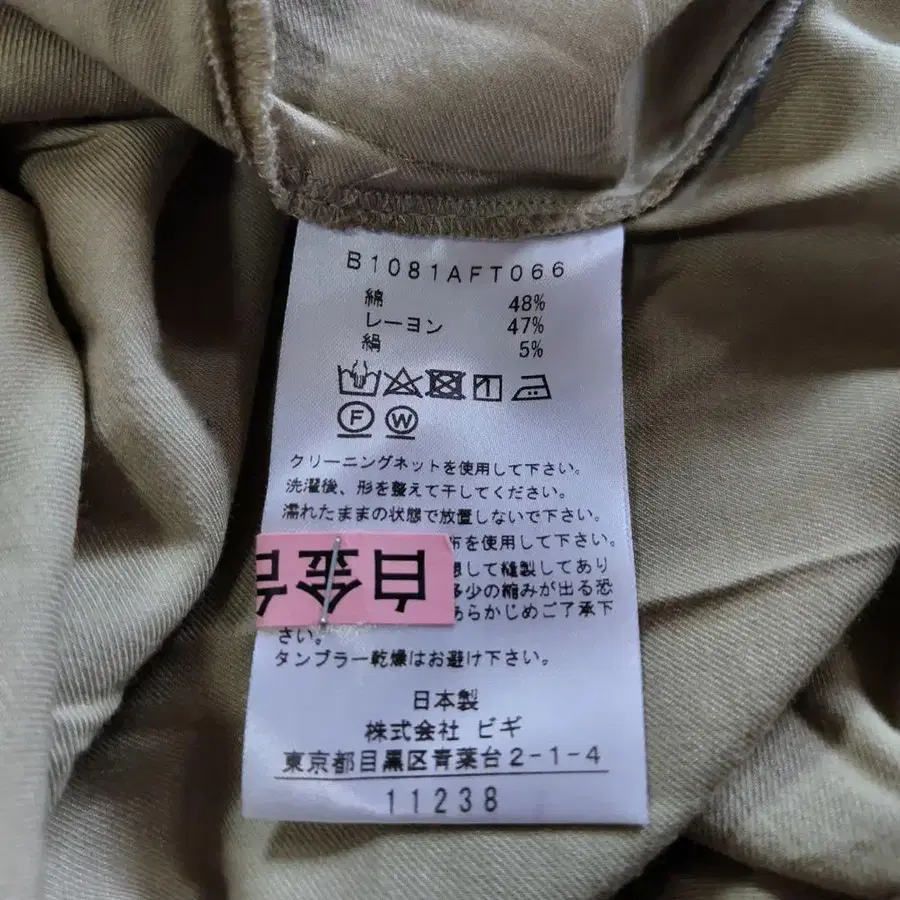 B1081AFT066
綿 48%
レーヨン 47%
絹 5%
F W
クリーニングネットを使用して下さい。
洗濯後、形を整えて干してください。
濡れたままの状態で放置しないで下さい。
布を使用して下さい。
して縫製してあり
多少の縮みが出る恐
あらかじめご了承下
さい。
白金台
タンブラー乾燥はお避け下さい。
日本製
株式会社 ビギ
東京都目黒区青葉台2-1-4
11238